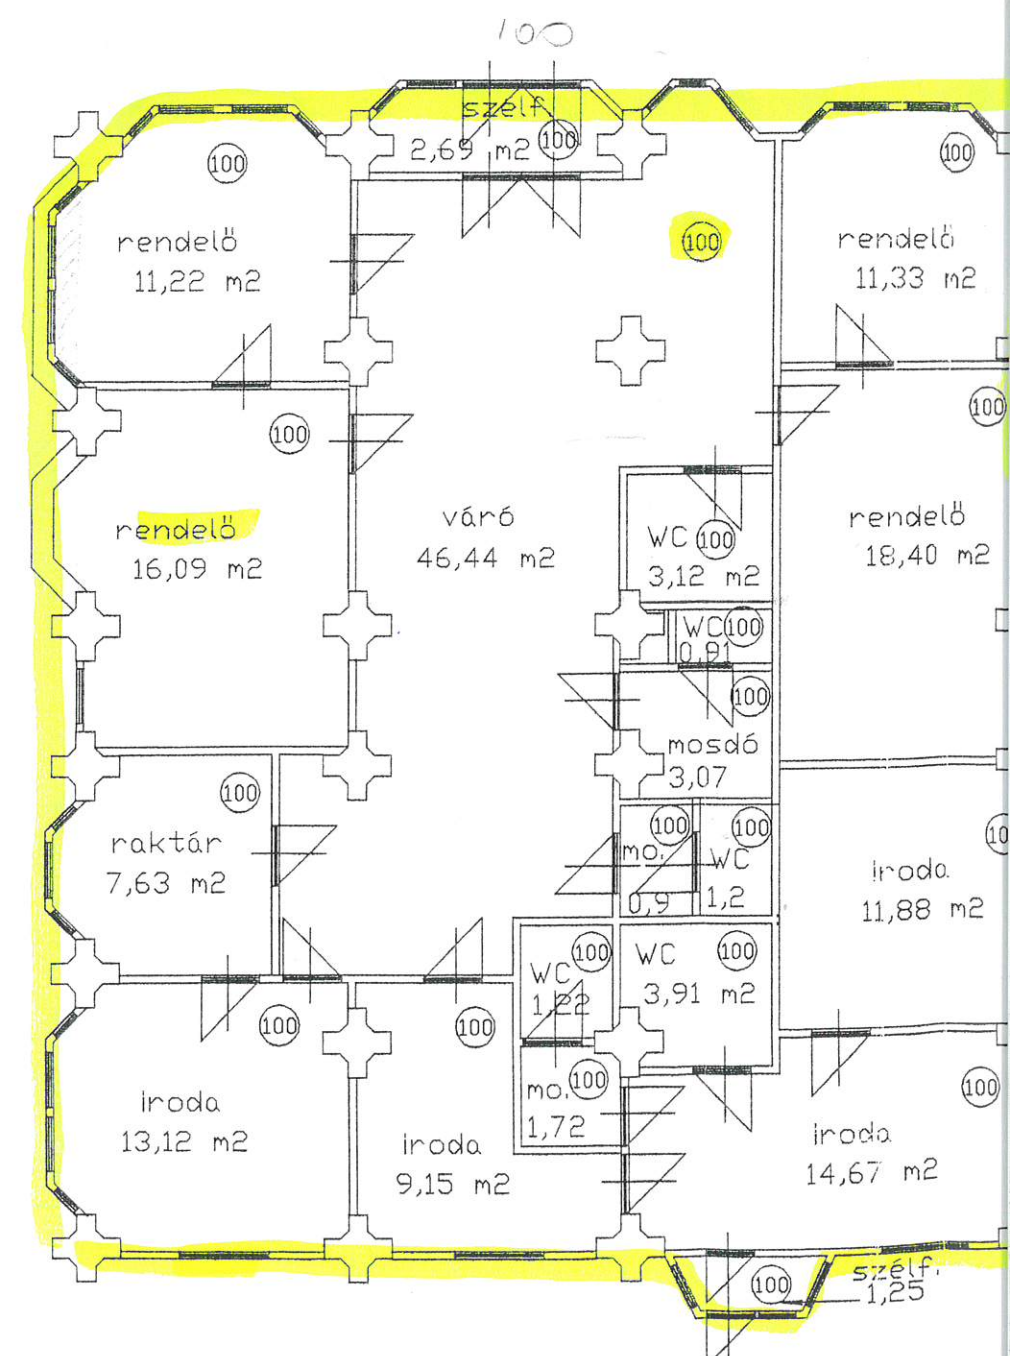 100
szélf.
2,69 m2 100
100
rendelő
11,22 m2
100
100
rendelő
11,33 m2
100
rendelő
16,09 m2
váró
46,44 m2
WC 100
3,12 m2
100
rendelő
18,40 m2
WC 100
0,91
100
mosdó
3,07
100
raktár
7,63 m2
100
mo.
0,9
100
WC
1,2
10
iroda
11,88 m2
100
WC
1,22
100
WC
3,91 m2
100
iroda
13,12 m2
100
iroda
9,15 m2
mo. 100
1,72
100
iroda
14,67 m2
100
szélf.
1,25